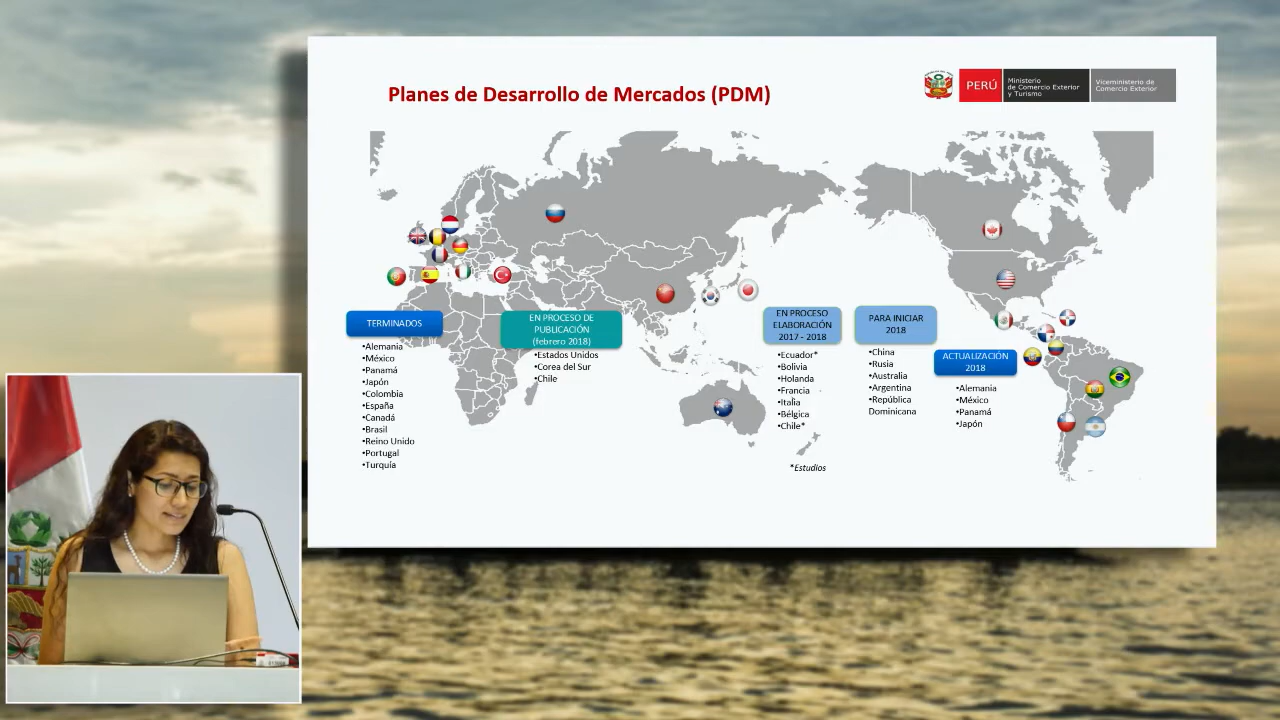 Planes de Desarrollo de Mercados (PDM)
PERÚ
Ministerio
de Comercio Exterior
y Turismo
Viceministerio de
Comercio Exterior
TERMINADOS
•Alemania
•México
•Panamá
•Japón
•Colombia
•España
•Canadá
•Brasil
•Reino Unido
•Portugal
•Turquía
EN PROCESO DE
PUBLICACIÓN
(febrero 2018)
•Estados Unidos
•Corea del Sur
•Chile
EN PROCESO
ELABORACIÓN
2017 - 2018
•Ecuador*
•Bolivia
•Holanda
•Francia
•Italia
•Bélgica
•Chile*
*Estudios
PARA INICIAR
2018
•China
•Rusia
•Australia
•Argentina
•República
Dominicana
ACTUALIZACIÓN
2018
•Alemania
•México
•Panamá
•Japón